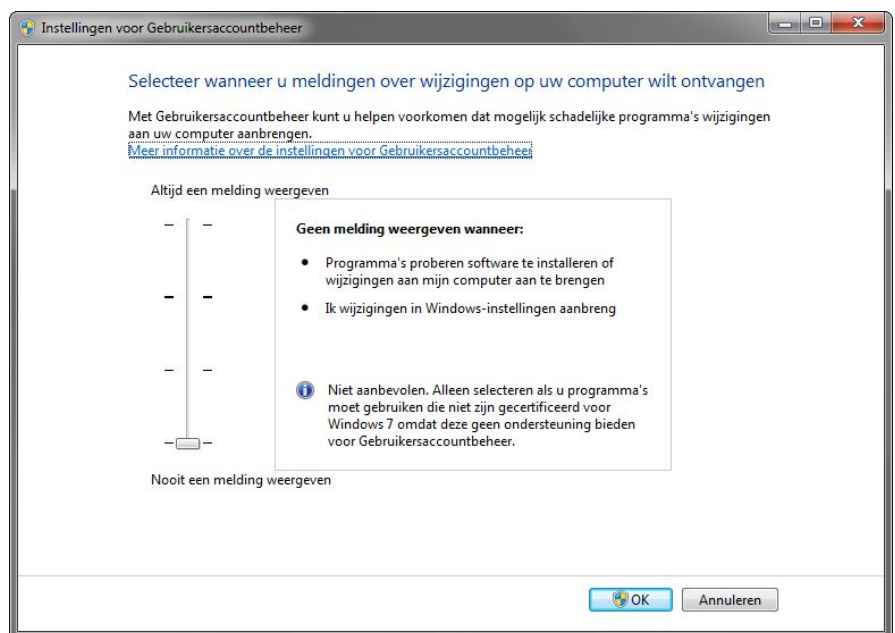 Instellingen voor Gebruikersaccountbeheer
Selecteer wanneer u meldingen over wijzigingen op uw computer wilt ontvangen
Met Gebruikersaccountbeheer kunt u helpen voorkomen dat mogelijk schadelijke programma's wijzigingen
aan uw computer aanbrengen.
Meer informatie over de instellingen voor Gebruikersaccountbeheer
Altijd een melding weergeven
Geen melding weergeven wanneer:
• Programma's proberen software te installeren of
wijzigingen aan mijn computer aan te brengen
• Ik wijzigingen in Windows-instellingen aanbreng
Niet aanbevolen. Alleen selecteren als u programma's
moet gebruiken die niet zijn gecertificeerd voor
Windows 7 omdat deze geen ondersteuning bieden
voor Gebruikersaccountbeheer.
Nooit een melding weergeven
OK
Annuleren